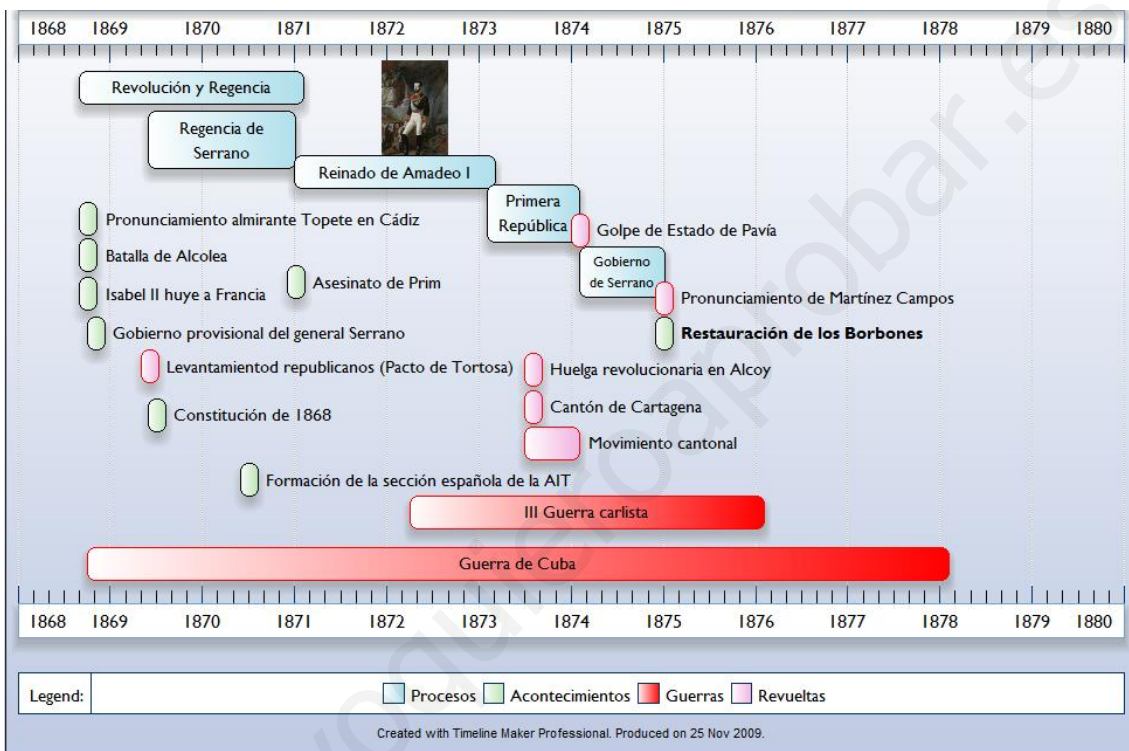 1868 1869 1870 1871 1872 1873 1874 1875 1876 1877 1878 1879 1880
Revolución y Regencia
Regencia de
Serrano
Reinado de Amadeo I
Primera
República
Pronunciamiento almirante Topete en Cádiz
Golpe de Estado de Pavía
Batalla de Alcolea
Gobierno
de Serrano
Asesinato de Prim
Isabel II huye a Francia
Pronunciamiento de Martínez Campos
Gobierno provisional del general Serrano
Restauración de los Borbones
Levantamientod republicanos (Pacto de Tortosa)
Huelga revolucionaria en Alcoy
Constitución de 1868
Cantón de Cartagena
Movimiento cantonal
Formación de la sección española de la AIT
III Guerra carlista
Guerra de Cuba
1868 1869 1870 1871 1872 1873 1874 1875 1876 1877 1878 1879 1880
Legend: Procesos Acontecimientos Guerras Revueltas
Created with Timeline Maker Professional. Produced on 25 Nov 2009.
yoquieroaprobar.es